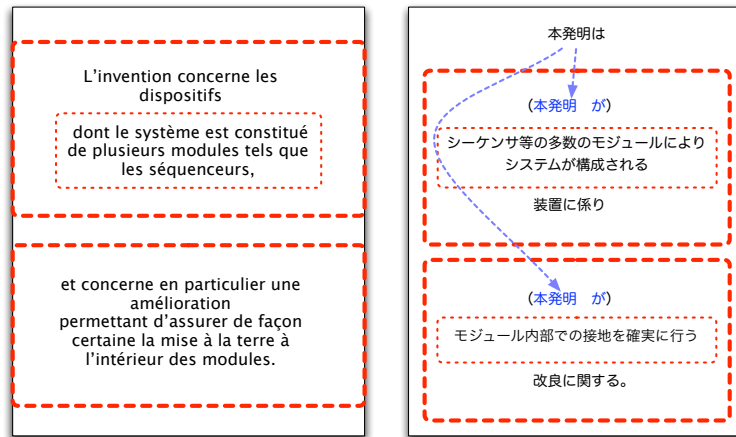 L'invention concerne les
dispositifs
dont le système est constitué
de plusieurs modules tels que
les séquenceurs,
et concerne en particulier une
amélioration
permettant d'assurer de façon
certaine la mise à la terre à
l'intérieur des modules.
本発明は
(本発明 が)
シーケンサ等の多数のモジュールにより
システムが構成される
装置に係り
(本発明 が)
モジュール内部での接地を確実に行う
改良に関する。